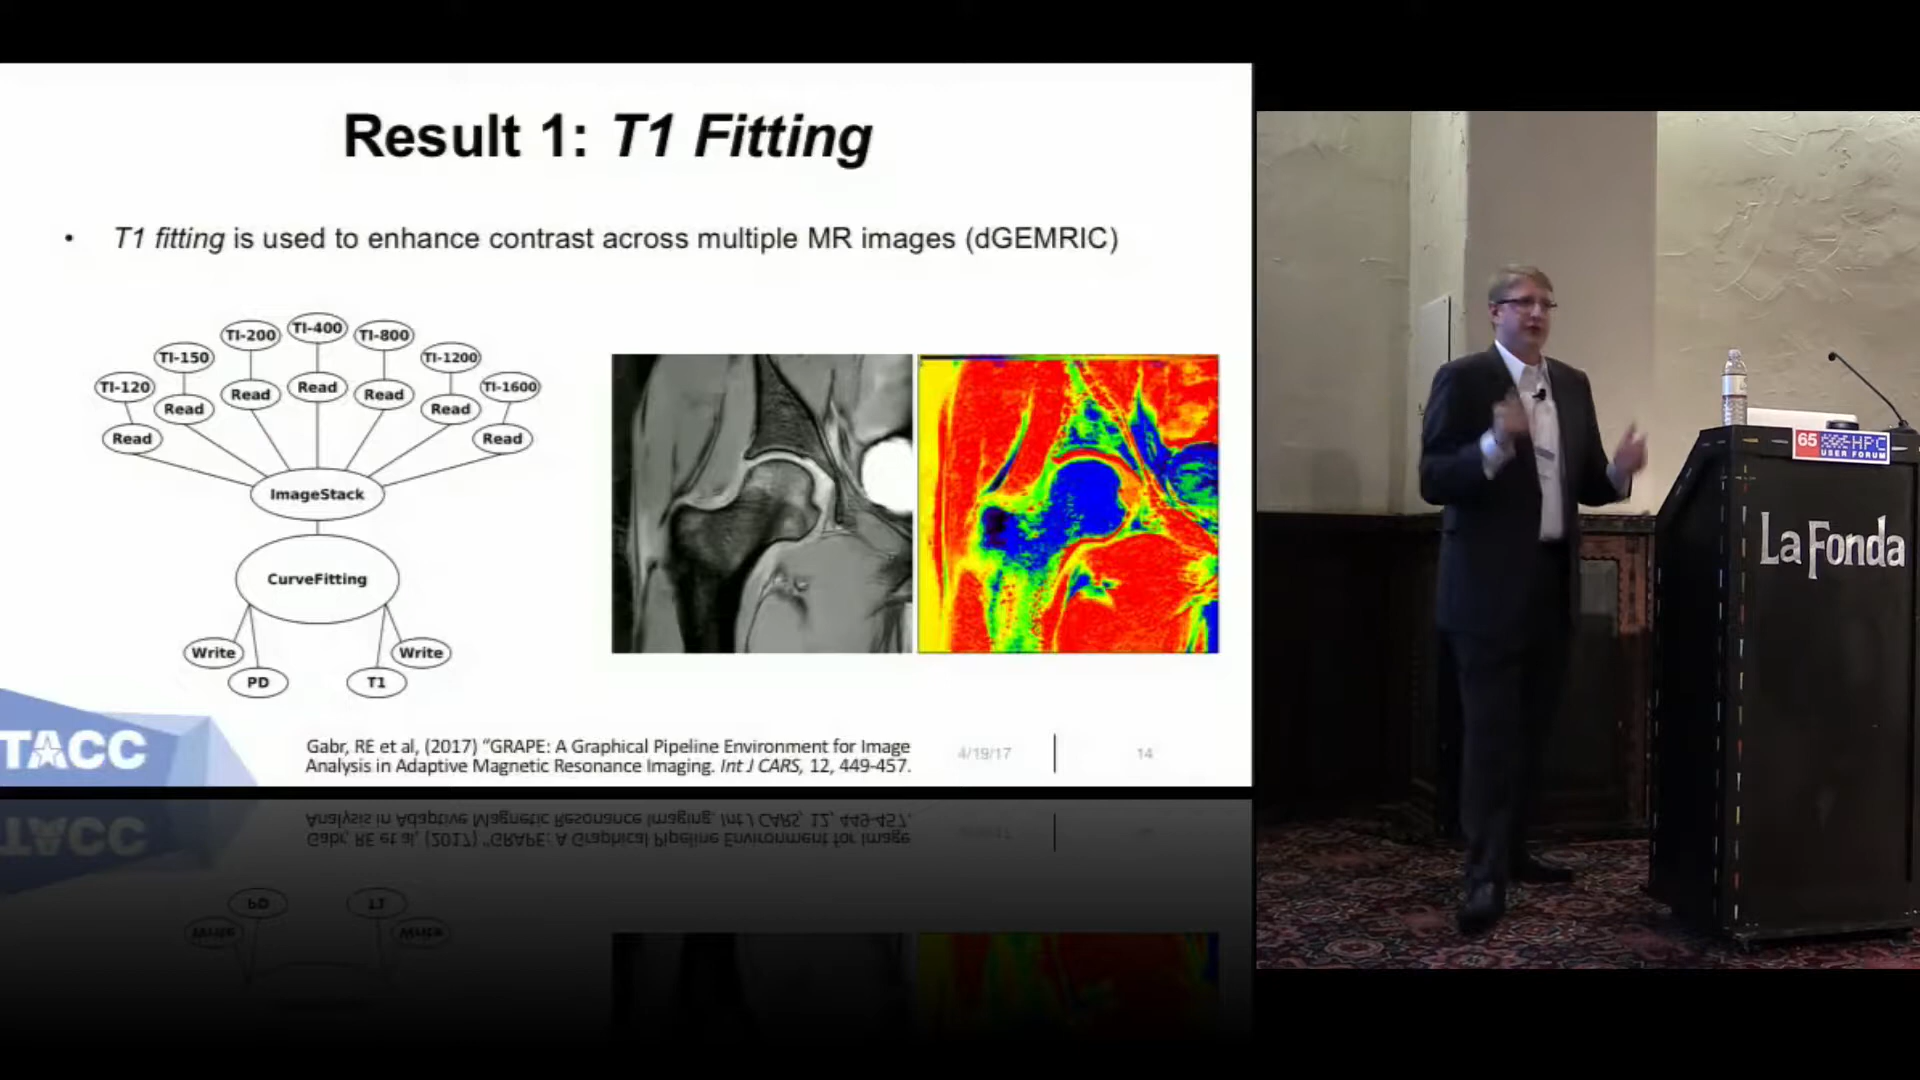 Result 1: T1 Fitting
• T1 fitting is used to enhance contrast across multiple MR images (dGEMRIC)
TI-120
TI-150
TI-200
TI-400
TI-800
TI-1200
TI-1600
Read
Read
Read
Read
Read
Read
Read
ImageStack
CurveFitting
Write
Write
PD
T1
TACC
Gabr, RE et al, (2017) “GRAPE: A Graphical Pipeline Environment for Image
Analysis in Adaptive Magnetic Resonance Imaging. Int J CARS, 12, 449-457.
4/19/17
14
65
HPC
USER FORUM
La Fonda